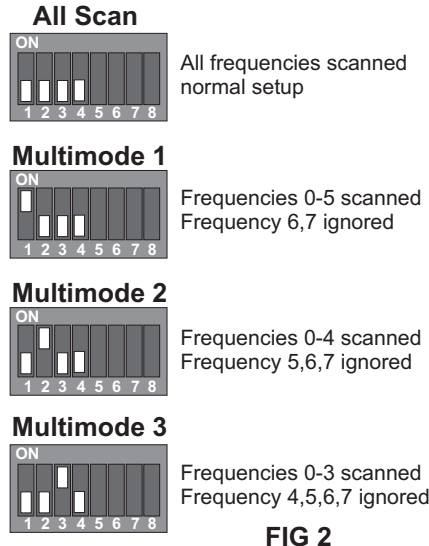 All Scan
ON
1 2 3 4 5 6 7 8
All frequencies scanned
normal setup
Multimode 1
ON
1 2 3 4 5 6 7 8
Frequencies 0-5 scanned
Frequency 6,7 ignored
Multimode 2
ON
1 2 3 4 5 6 7 8
Frequencies 0-4 scanned
Frequency 5,6,7 ignored
Multimode 3
ON
1 2 3 4 5 6 7 8
Frequencies 0-3 scanned
Frequency 4,5,6,7 ignored
FIG 2